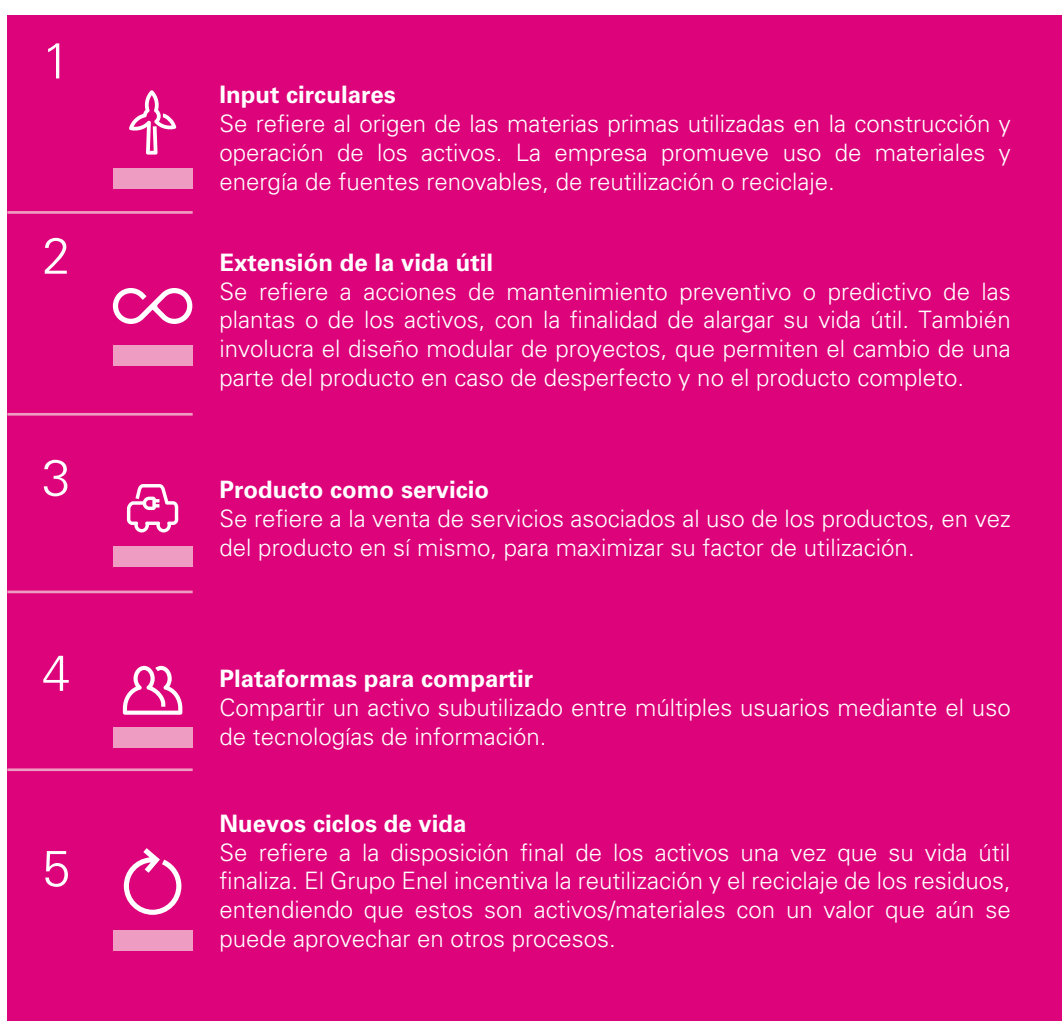 1
Input circulares
Se refiere al origen de las materias primas utilizadas en la construcción y
operación de los activos. La empresa promueve uso de materiales y
energía de fuentes renovables, de reutilización o reciclaje.
2
Extensión de la vida útil
Se refiere a acciones de mantenimiento preventivo o predictivo de las
plantas o de los activos, con la finalidad de alargar su vida útil. También
involucra el diseño modular de proyectos, que permiten el cambio de una
parte del producto en caso de desperfecto y no el producto completo.
3
Producto como servicio
Se refiere a la venta de servicios asociados al uso de los productos, en vez
del producto en sí mismo, para maximizar su factor de utilización.
4
Plataformas para compartir
Compartir un activo subutilizado entre múltiples usuarios mediante el uso
de tecnologías de información.
5
Nuevos ciclos de vida
Se refiere a la disposición final de los activos una vez que su vida útil
finaliza. El Grupo Enel incentiva la reutilización y el reciclaje de los residuos,
entendiendo que estos son activos/materiales con un valor que aún se
puede aprovechar en otros procesos.